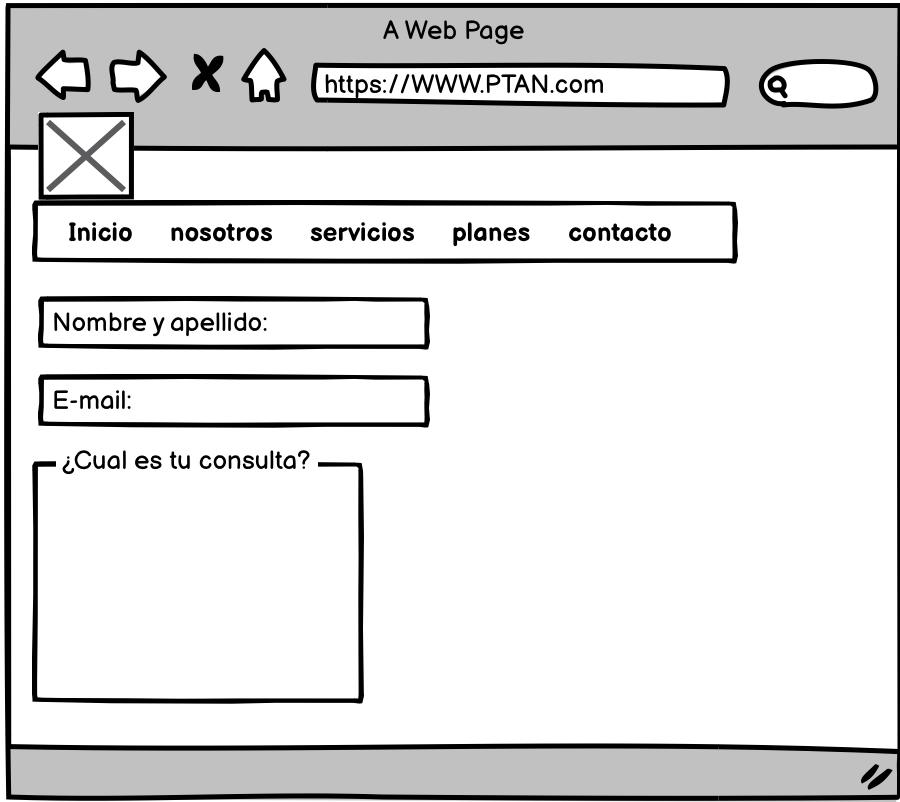 A Web Page
https://WWW.PTAN.com
Inicio nosotros servicios planes contacto
Nombre y apellido:
E-mail:
¿Cual es tu consulta?